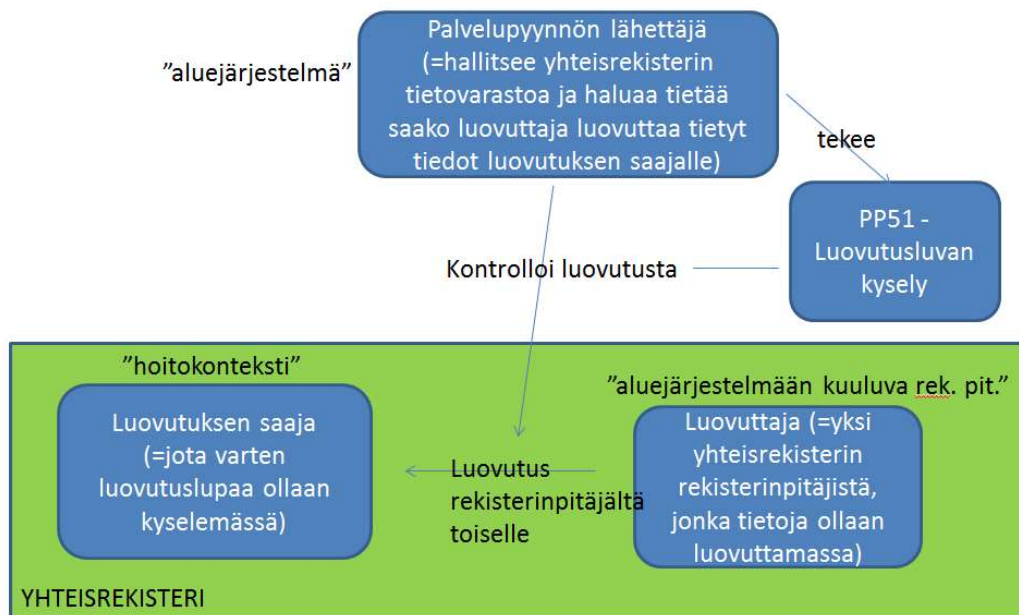 Palvelupyynnön lähettäjä
(=hallitsee yhteisrekisterin
tietovarastoa ja haluaa tietää
saako luovuttaja luovuttaa tietyt
tiedot luovutuksen saajalle)
”aluejärjestelmä”
tekee
PP51 -
Luovutusluvan
kysely
Kontrolloi luovutusta
”hoitokonteksti”
”aluejärjestelmään kuuluva rek. pit.”
Luovutuksen saaja
(=jota varten
luovutuslupaa ollaan
kyselemässä)
Luovutus
rekisterinpitäjältä
toiselle
Luovuttaja (=yksi
yhteisrekisterin
rekisterinpitäjistä,
jonka tietoja ollaan
luovuttamassa)
YHTEISREKISTERI